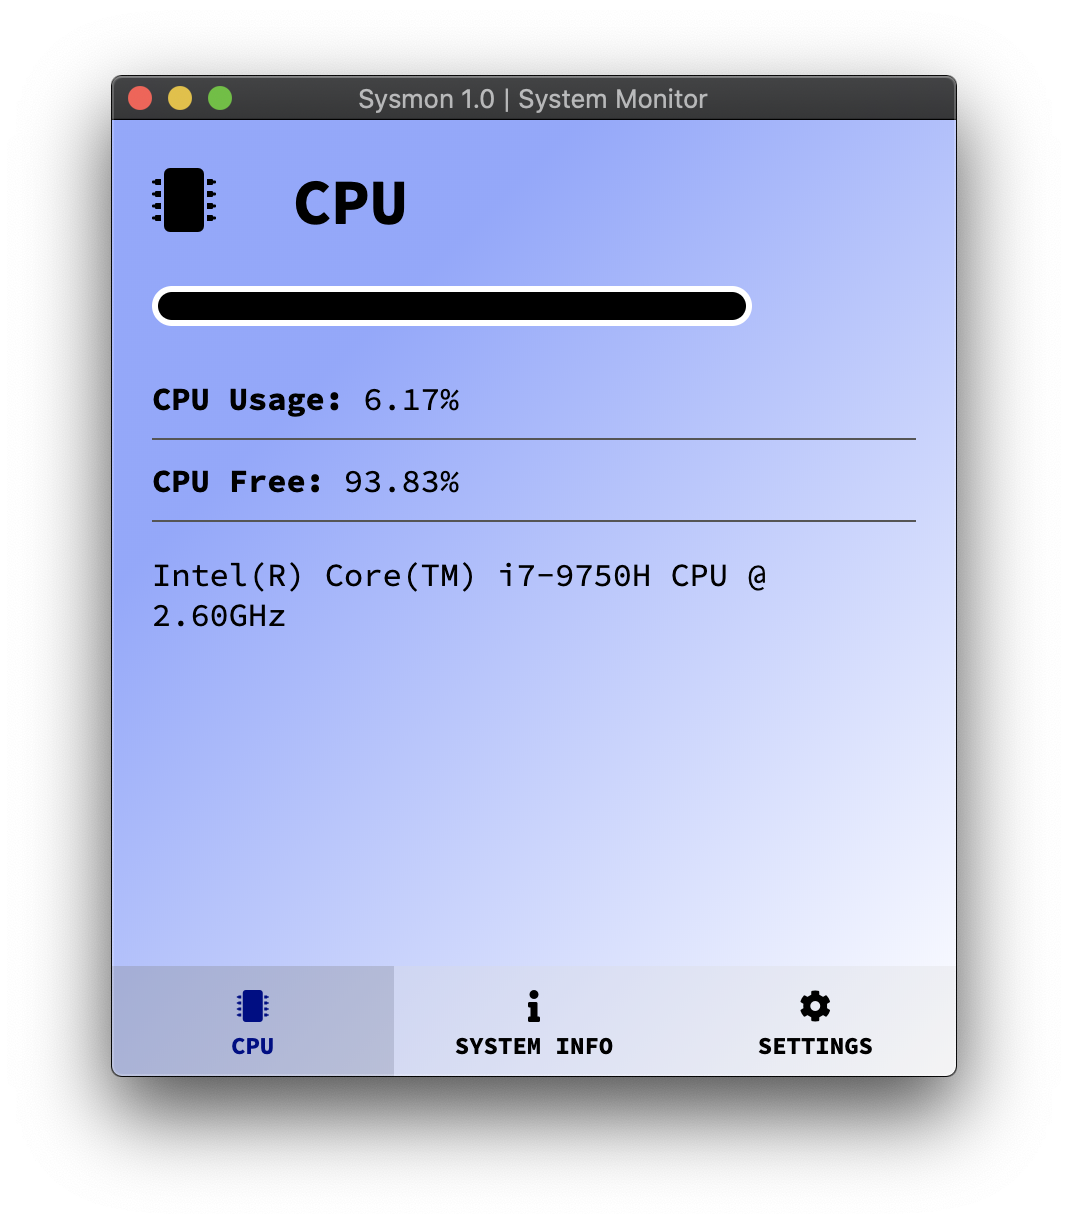 Sysmon 1.0 | System Monitor
CPU
CPU Usage: 6.17%
CPU Free: 93.83%
Intel(R) Core(TM) i7-9750H CPU @
2.60GHz
CPU
SYSTEM INFO
SETTINGS